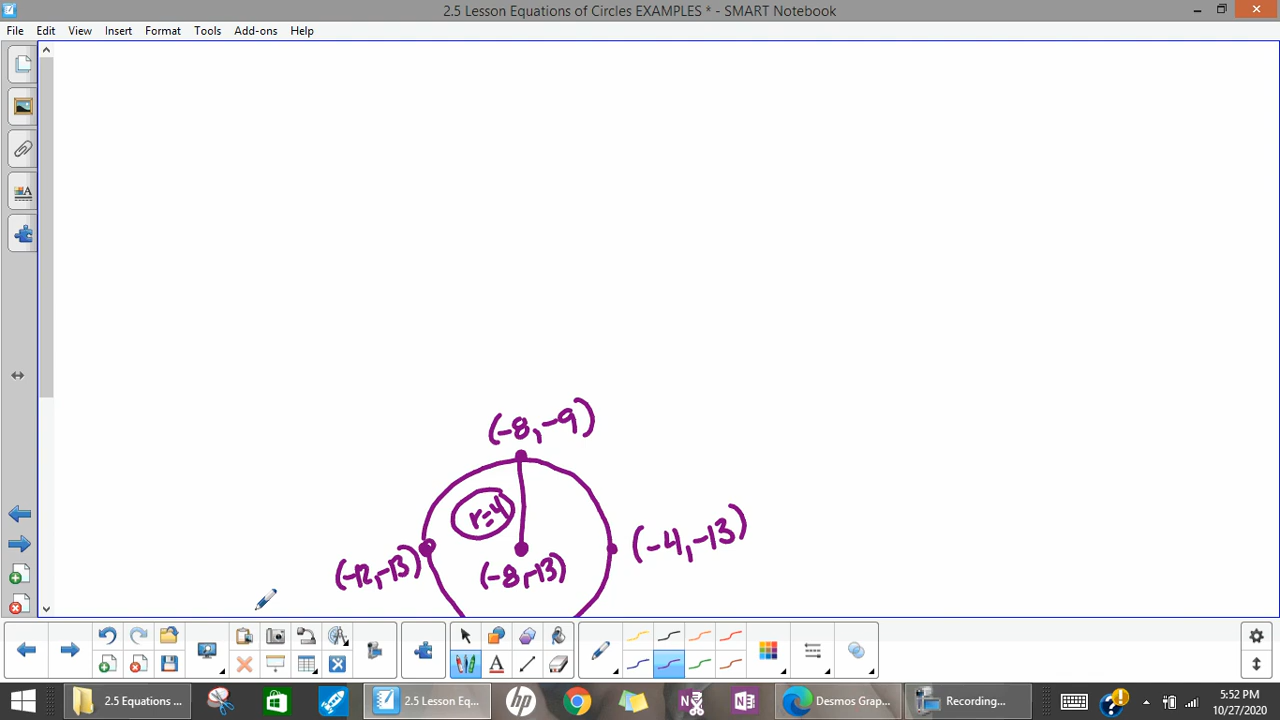 2.5 Lesson Equations of Circles EXAMPLES * - SMART Notebook
File Edit View Insert Format Tools Add-ons Help
(-8,-9)
r=4
(-4,-13)
(-12,-13)
(-8,-13)
2.5 Equations ...
2.5 Lesson Eq...
Desmos Grap...
Recording...
5:52 PM
10/27/2020